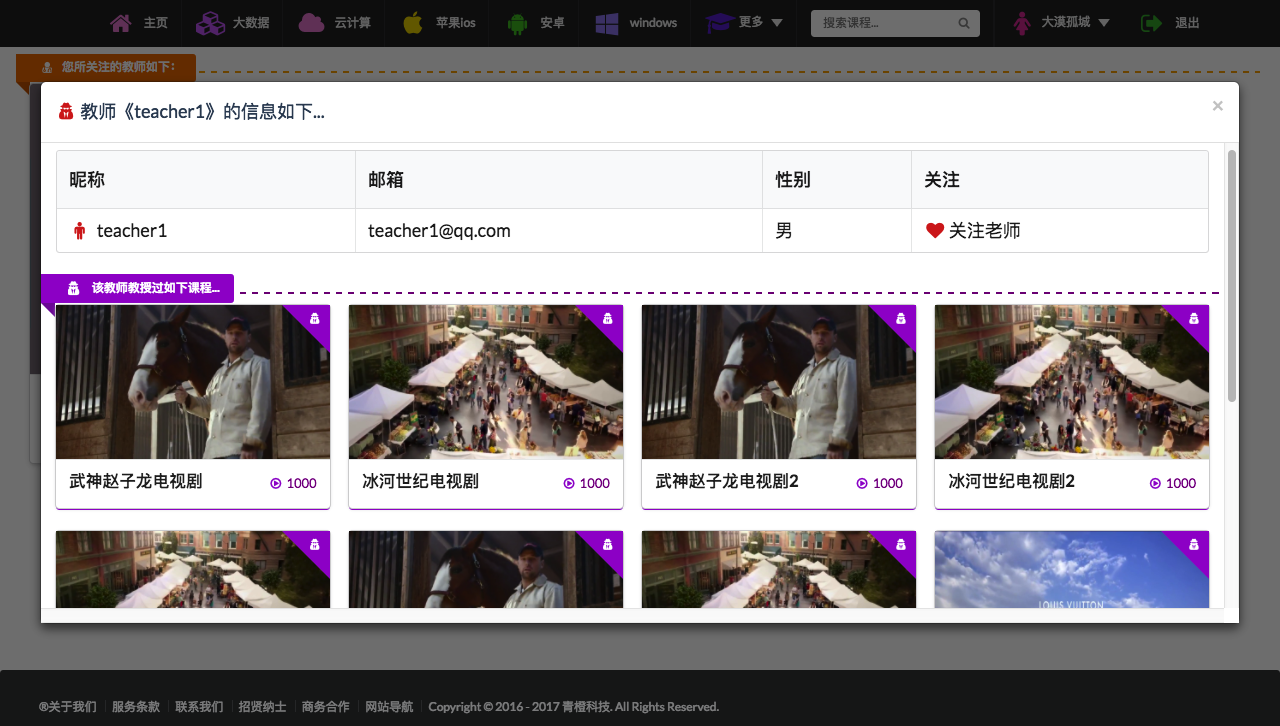 主页 大数据 云计算 苹果ios 安卓 windows 更多 搜索课程... 大漠孤城 退出
您所关注的教师如下：
教师《teacher1》的信息如下... ×
昵称 邮箱 性别 关注
teacher1 teacher1@qq.com 男 关注老师
该教师教授过如下课程...
武神赵子龙电视剧 1000 冰河世纪电视剧 1000 武神赵子龙电视剧2 1000 冰河世纪电视剧2 1000
LOUIS VUITTON
®关于我们 服务条款 联系我们 招贤纳士 商务合作 网站导航 Copyright © 2016 - 2017 青橙科技. All Rights Reserved.